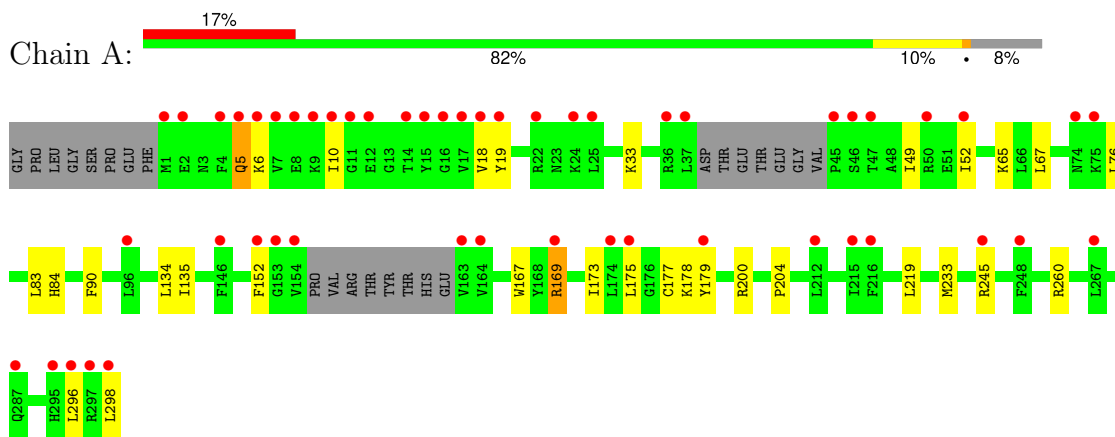 17%
Chain A:
82% 10% • 8%
GLY PRO LEU GLY SER PRO GLU PHE M1 E2 N3 F4 Q5 K6 V7 E8 K9 I10 G11 E12 G13 T14 Y15 G16 V17 V18 Y19 R22 N23 K24 L25 K33 R36 L37 ASP THR GLU THR THR GLU GLY VAL P45 S46 T47 A48 I49 R50 E51 I52 K65 L66 L67 N74 K75 L76
L83 H84 F90 L96 L134 I135 F146 F152 G153 V154 PRO VAL ARG THR TYR THR HIS GLU V163 V164 W167 Y168 R169 I173 L174 L175 G176 C177 K178 Y179 R200 P204 L212 I215 F216 L219 M233 R245 F248 R260 L267
Q287 H295 L296 R297 L298